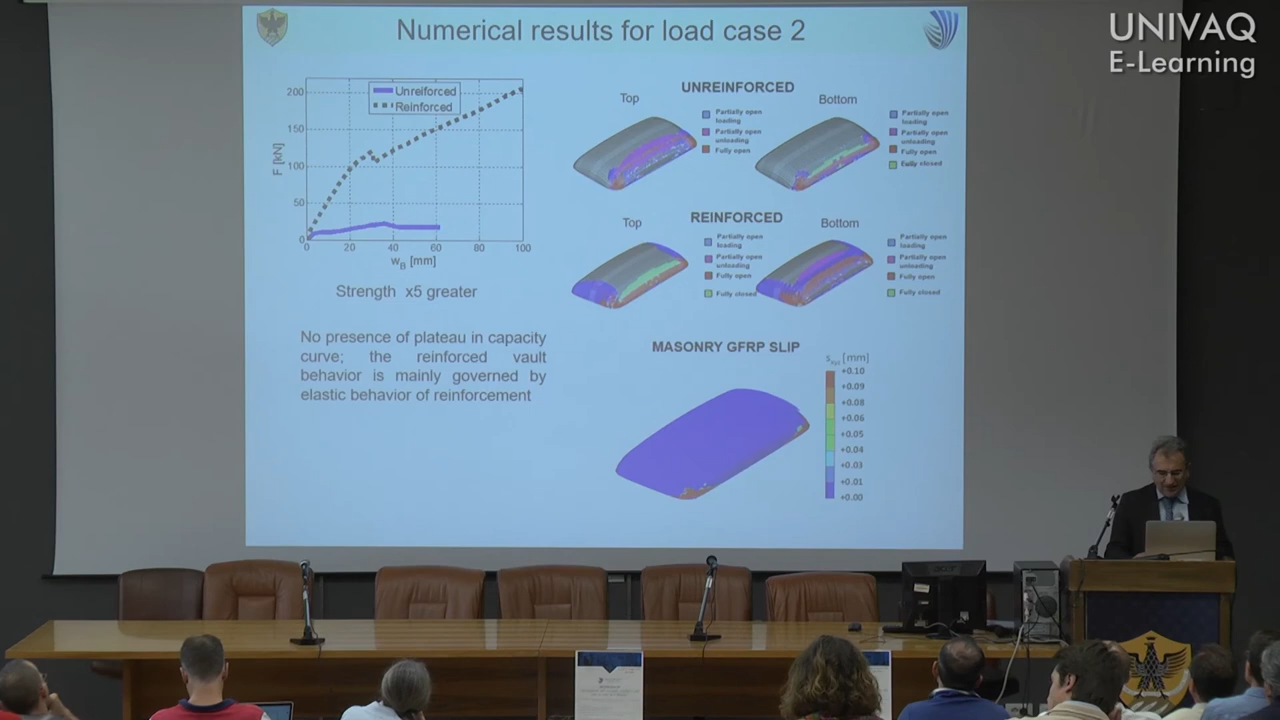 UNIVAQ
E-Learning
Numerical results for load case 2
Unreiforced
Reinforced
200
150
100
50
0
F [kN]
0 20 40 60 80 100
wB [mm]
Strength x5 greater
No presence of plateau in capacity
curve; the reinforced vault
behavior is mainly governed by
elastic behavior of reinforcement
UNREINFORCED
Top
Partially open
loading
Partially open
unloading
Fully open
Bottom
Partially open
loading
Partially open
unloading
Fully open
Fully closed
REINFORCED
Top
Partially open
loading
Partially open
unloading
Fully open
Fully closed
Bottom
Partially open
loading
Partially open
unloading
Fully open
Fully closed
MASONRY GFRP SLIP
[mm]
+0.10
+0.09
+0.08
+0.06
+0.05
+0.04
+0.03
+0.01
+0.00
acer